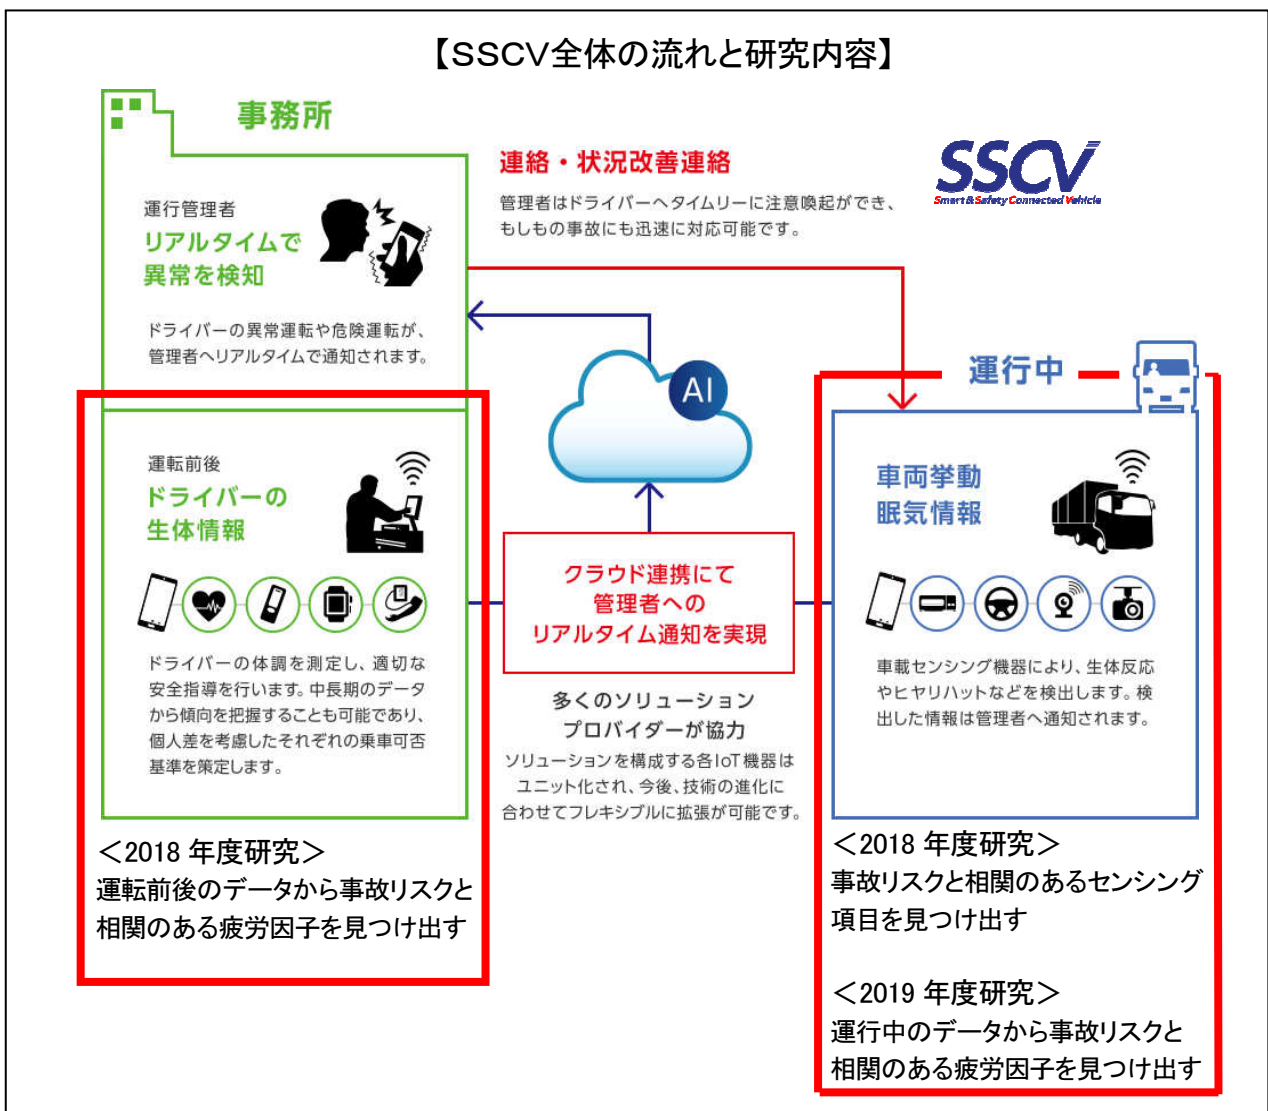 【SSCV全体の流れと研究内容】
事務所
運行管理者
リアルタイムで
異常を検知
ドライバーの異常運転や危険運転が、
管理者へリアルタイムで通知されます。
連絡・状況改善連絡
管理者はドライバーへタイムリーに注意喚起ができ、
もしもの事故にも迅速に対応可能です。
SSCV
Smart & Safety Connected Vehicle
AI
運転前後
ドライバーの
生体情報
ドライバーの体調を測定し、適切な
安全指導を行います。中長期のデータ
から傾向を把握することも可能であり、
個人差を考慮したそれぞれの乗車可否
基準を策定します。
<2018 年度研究>
運転前後のデータから事故リスクと
相関のある疲労因子を見つけ出す
クラウド連携にて
管理者への
リアルタイム通知を実現
多くのソリューション
プロバイダーが協力
ソリューションを構成する各IoT機器は
ユニット化され、今後、技術の進化に
合わせてフレキシブルに拡張が可能です。
運行中
車両挙動
眠気情報
車載センシング機器により、生体反応
やヒヤリハットなどを検出します。検
出した情報は管理者へ通知されます。
<2018 年度研究>
事故リスクと相関のあるセンシング
項目を見つけ出す
<2019 年度研究>
運行中のデータから事故リスクと
相関のある疲労因子を見つけ出す